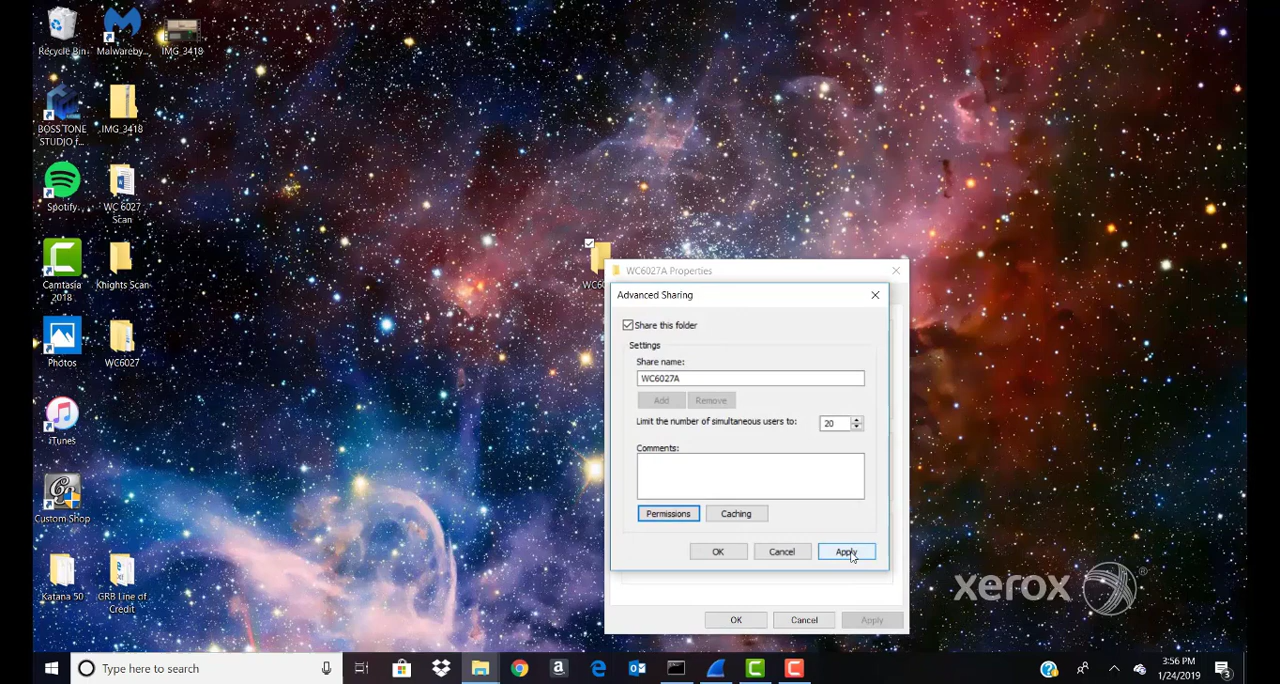 Recycle Bin
Malwareby...
IMG_3418
BOSS TONE
STUDIO f...
IMG_3418
Spotify
WC 6027
Scan
Camtasia
2018
Knights Scan
Photos
WC6027
iTunes
Custom Shop
Katana 50
GRB Line of
Credit
WC6027A Properties
Advanced Sharing
Share this folder
Settings
Share name:
WC6027A
Add
Remove
Limit the number of simultaneous users to:
20
Comments:
Permissions
Caching
OK
Cancel
Apply
OK
Cancel
Apply
xerox
Type here to search
3:56 PM
1/24/2019
3